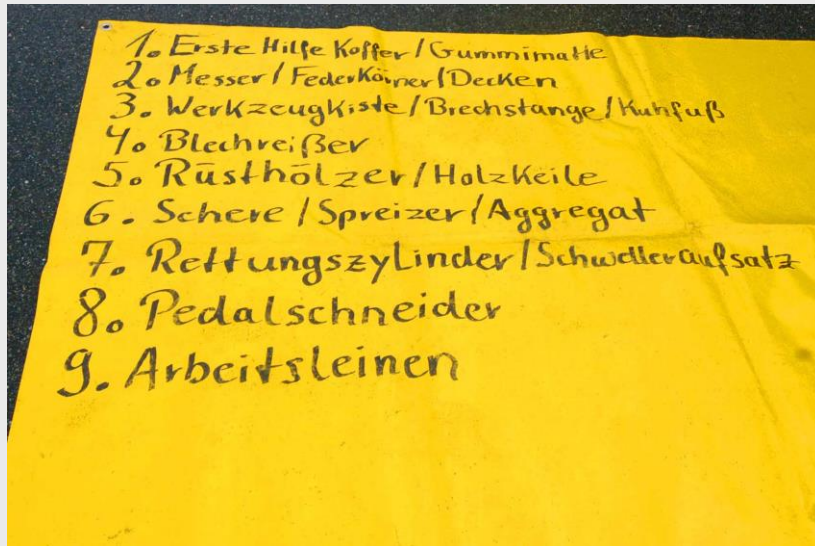 1. Erste Hilfe Koffer/Gummimatte
2. Messer/Federkörner/Decken
3. Werkzeugkiste/Brechstange/Kuhfuß
4. Blechreißer
5. Rüsthölzer/Holzkeile
6. Schere/Spreizer/Aggregat
7. Rettungszylinder/Schwelleraufsatz
8. Pedalschneider
9. Arbeitsleinen